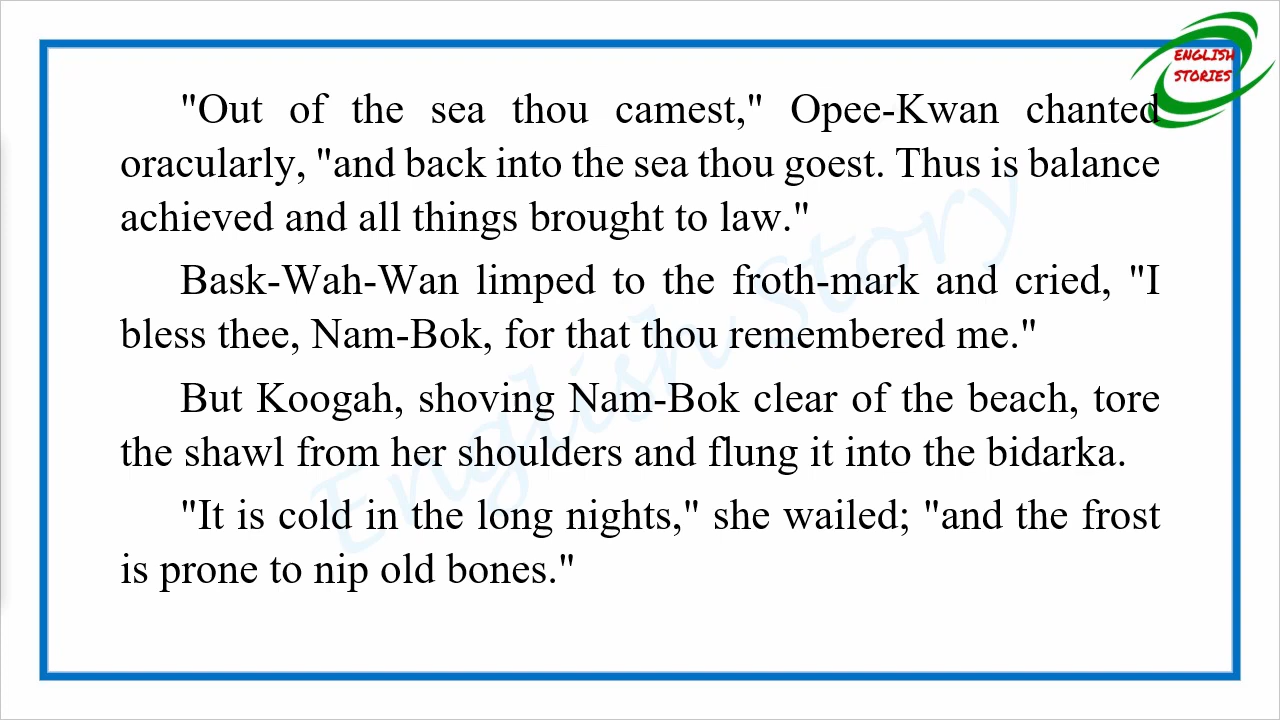 ENGLISH
STORIES
"Out of the sea thou camest," Opee-Kwan chanted
oracularly, "and back into the sea thou goest. Thus is balance
achieved and all things brought to law."
Bask-Wah-Wan limped to the froth-mark and cried, "I
bless thee, Nam-Bok, for that thou remembered me."
But Koogah, shoving Nam-Bok clear of the beach, tore
the shawl from her shoulders and flung it into the bidarka.
"It is cold in the long nights," she wailed; "and the frost
is prone to nip old bones."
English Story